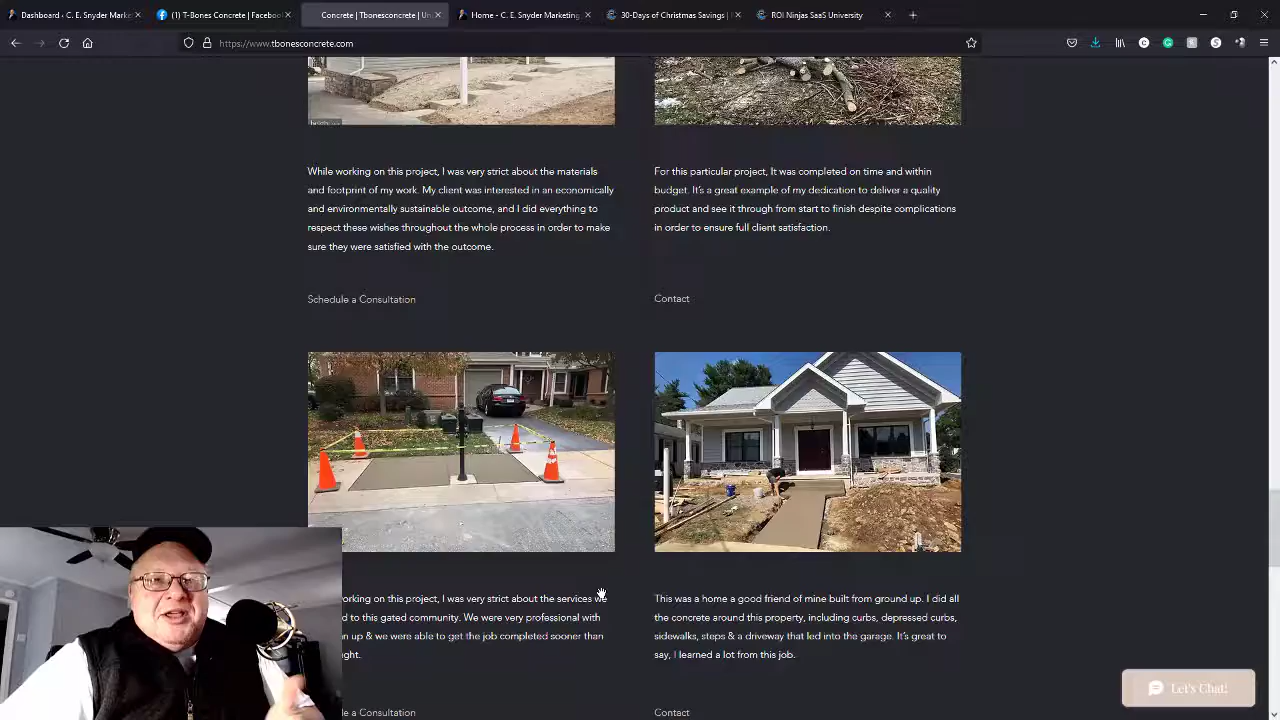 Dashboard - C. E. Snyder Mark
(1) T-Bones Concrete | Facebo
Concrete | Tbonesconcrete | Un
Home - C. E. Snyder Marketing
30-Days of Christmas Savings |
ROI Ninjas SaaS University
https://www.tbonesconcrete.com
While working on this project, I was very strict about the materials
and footprint of my work. My client was interested in an economically
and environmentally sustainable outcome, and I did everything to
respect these wishes throughout the whole process in order to make
sure they were satisfied with the outcome.
Schedule a Consultation
For this particular project, It was completed on time and within
budget. It's a great example of my dedication to deliver a quality
product and see it through from start to finish despite complications
in order to ensure full client satisfaction.
Contact
orking on this project, I was very strict about the services we
d to this gated community. We were very professional with
n up & we were able to get the job completed sooner than
ght.
le a Consultation
This was a home a good friend of mine built from ground up. I did all
the concrete around this property, including curbs, depressed curbs,
sidewalks, steps & a driveway that led into the garage. It's great to
say, I learned a lot from this job.
Contact
Let's Chat!